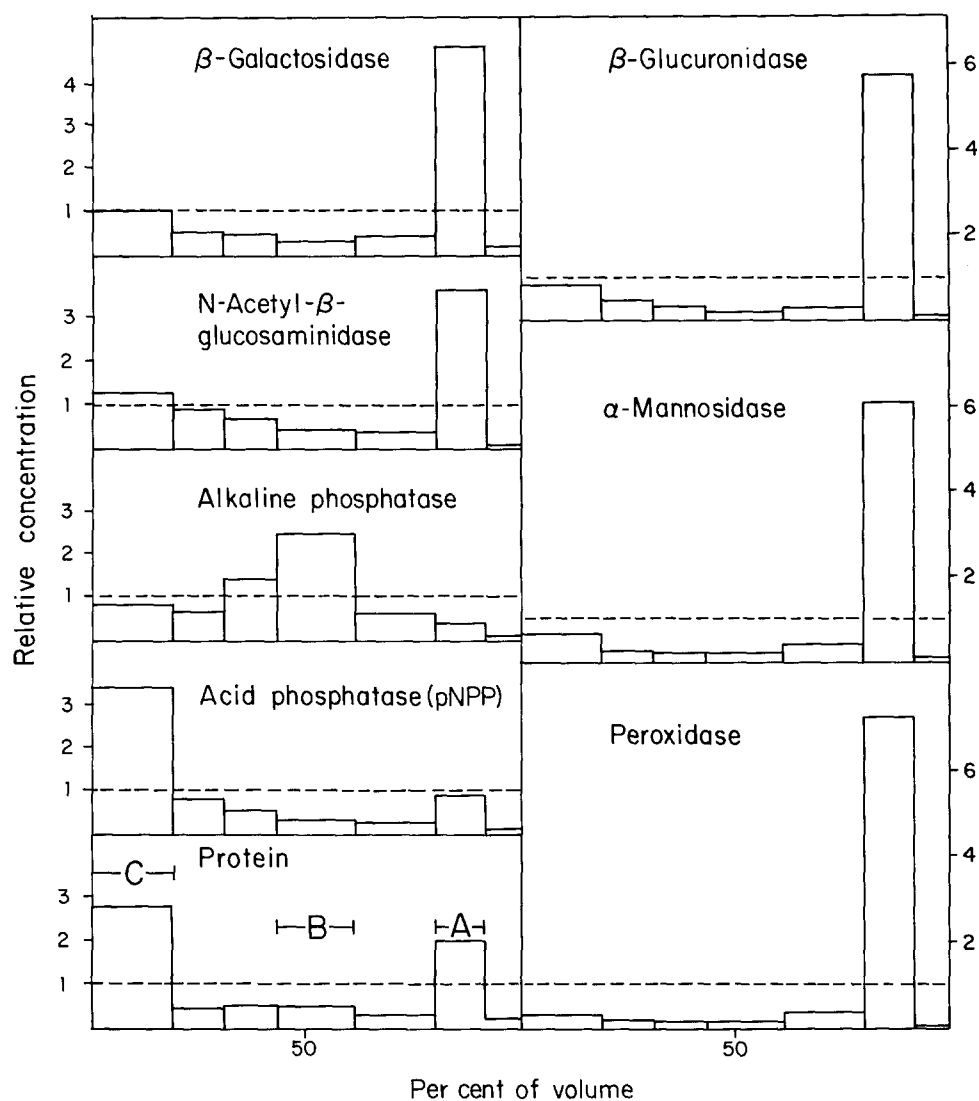 β-Galactosidase
4
3
2
1
N-Acetyl-β-
glucosaminidase
3
2
1
Alkaline phosphatase
3
2
1
Acid phosphatase (pNPP)
3
2
1
Protein
C
B
A
3
2
1
50
Relative concentration
β-Glucuronidase
6
4
2
α-Mannosidase
6
4
2
Peroxidase
6
4
2
50
Per cent of volume